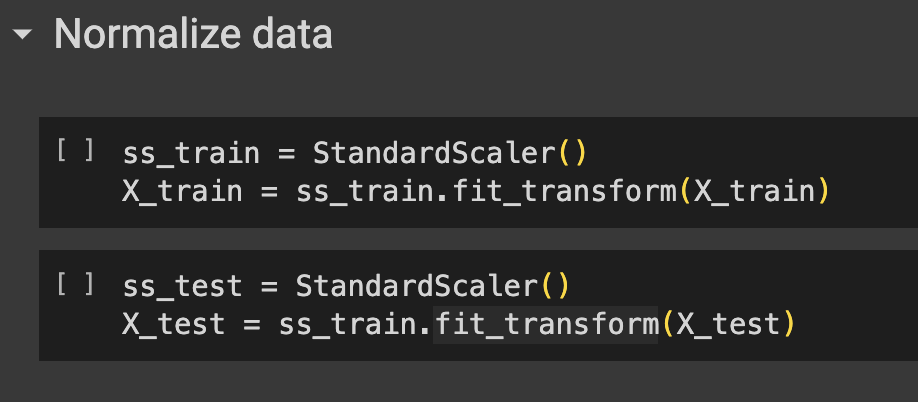 Normalize data
[ ] ss_train = StandardScaler()
X_train = ss_train.fit_transform(X_train)
[ ] ss_test = StandardScaler()
X_test = ss_train.fit_transform(X_test)